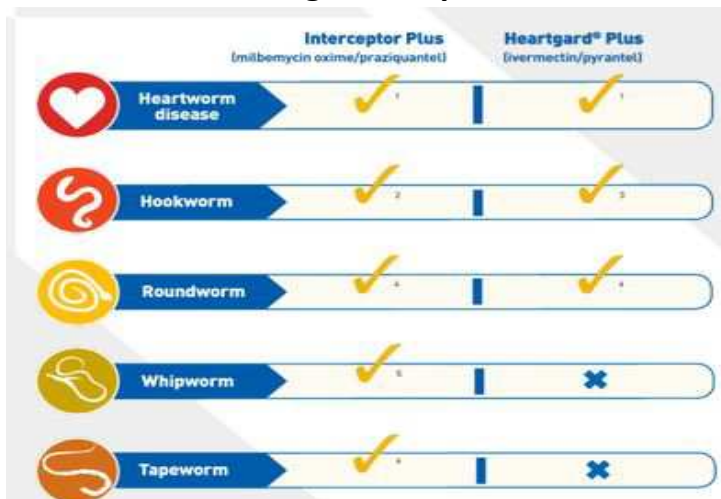 Interceptor Plus
(milbemycin oxime/praziquantel)
Heartgard® Plus
(ivermectin/pyrantel)
Heartworm
disease
Hookworm
Roundworm
Whipworm
Tapeworm